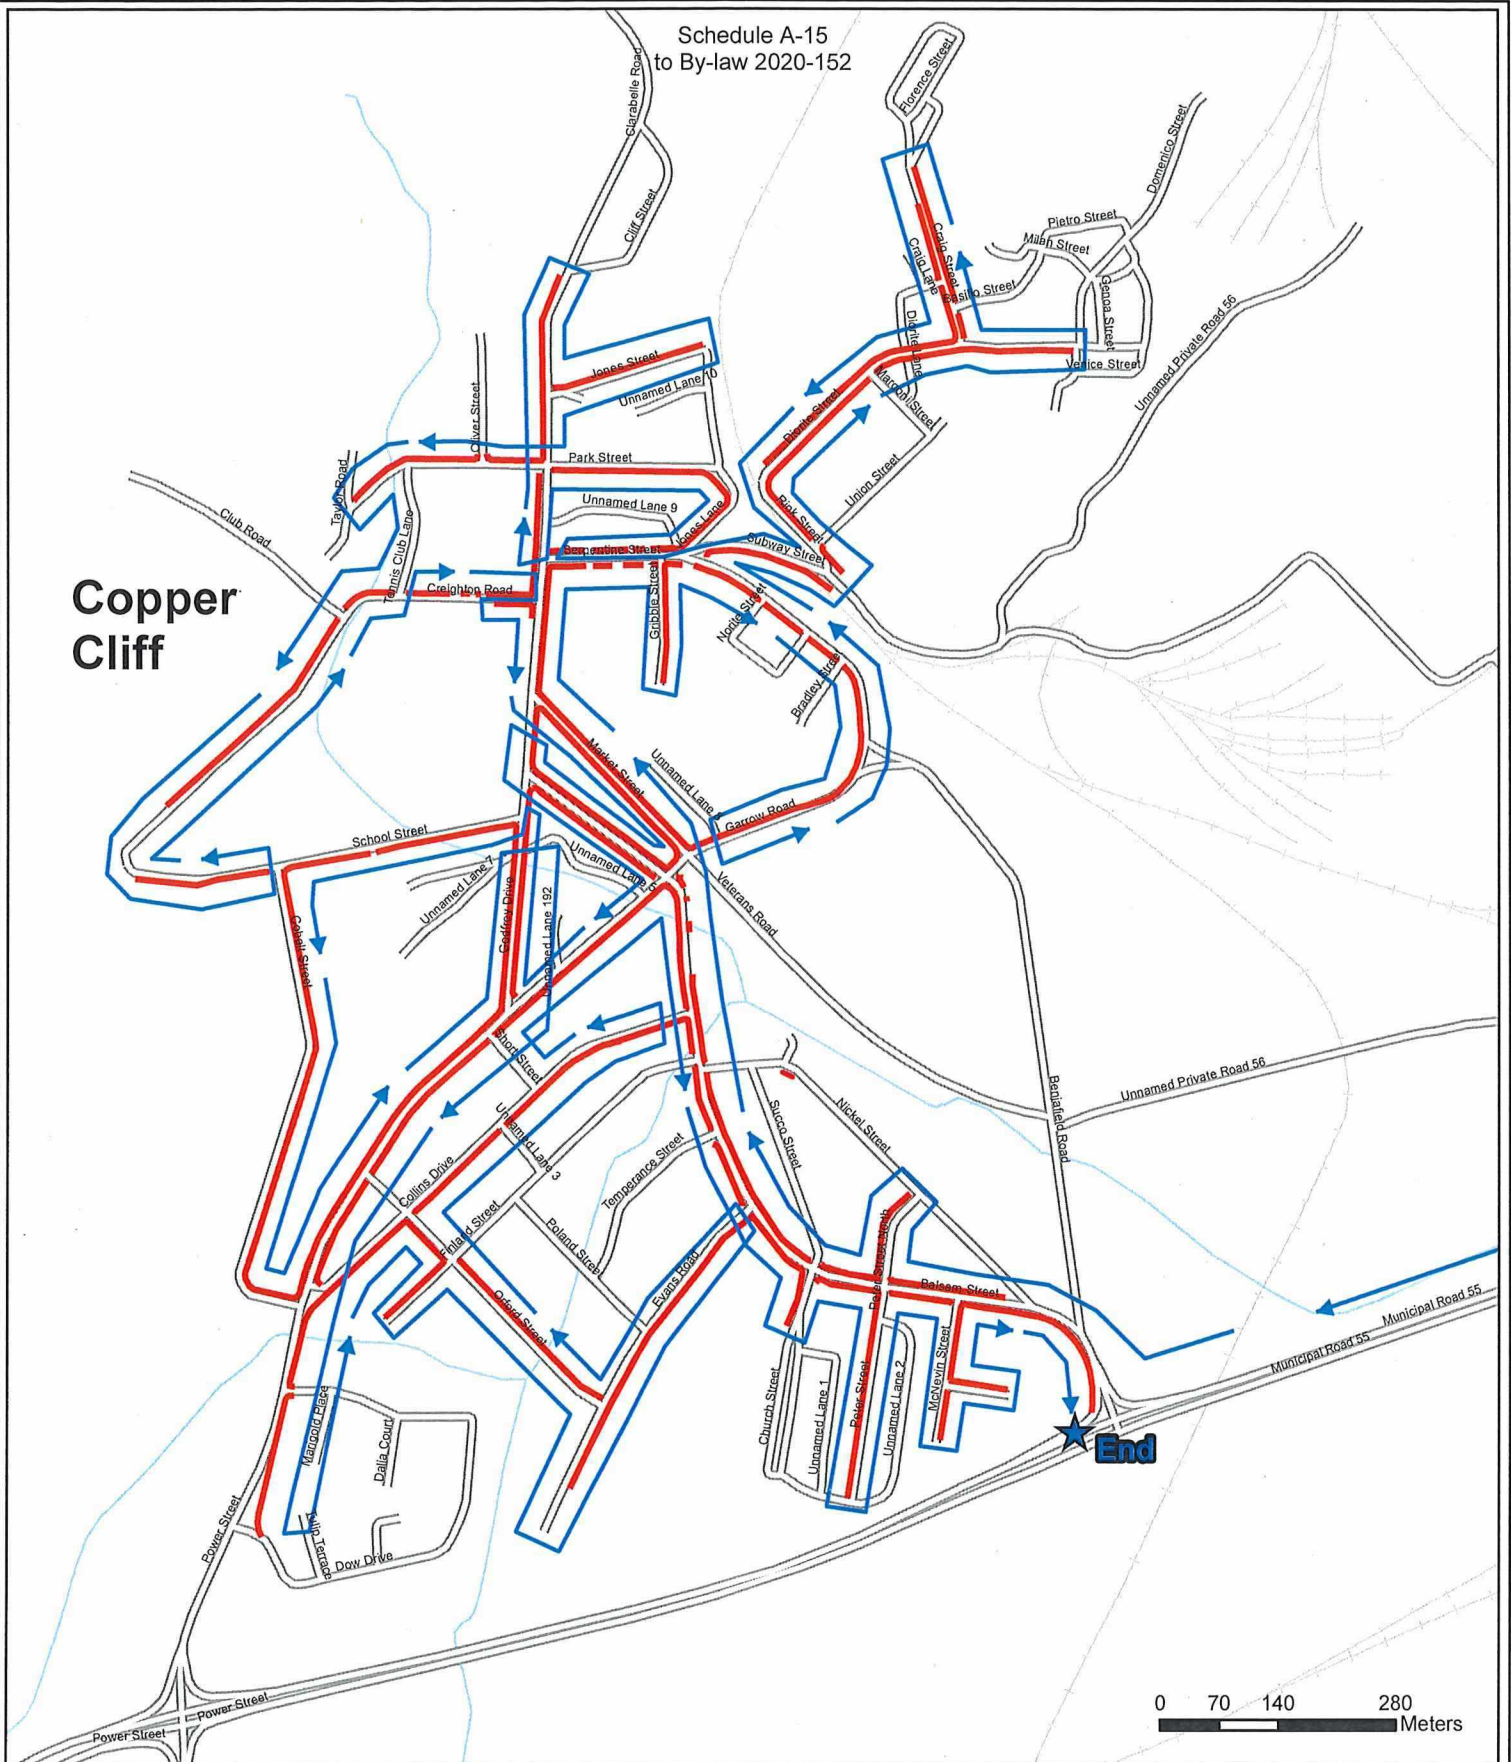 Schedule A-15
to By-law 2020-152
Clarabelle Road
Florence Street
Cliff Street
Domenico Street
Pietro Street
Milan Street
Craig Street
Craig Lane
Basilio Street
Genoa Street
Diorite Lane
Venice Street
Unnamed Private Road 56
Jones Street
Unnamed Lane 10
Oliver Street
Marconi Street
Diorite Street
Park Street
Taylor Road
Union Street
Club Road
Unnamed Lane 9
Jones Lane
Rink Street
Tennis Club Lane
Serpentine Street
Subway Street
Creighton Road
Copper
Cliff
Gribble Street
Norite Street
Bradley Street
Market Street
Unnamed Lane 8
Garrow Road
School Street
Unnamed Lane 7
Unnamed Lane 6
Veterans Road
Godfrey Drive
Unnamed Lane 192
Cobalt Street
Short Street
Unnamed Private Road 56
Benjafield Road
Succo Street
Nickel Street
Unnamed Lane 3
Temperance Street
Collins Drive
Finland Street
Poland Street
Evans Road
Peter Street North
Balsam Street
Orford Street
Municipal Road 55
Municipal Road 55
McNevin Street
Church Street
Unnamed Lane 1
Peter Street
Unnamed Lane 2
Marigold Place
Dalia Court
End
Power Street
Tulip Terrace
Dow Drive
Power Street
Power Street
0 70 140 280
Meters